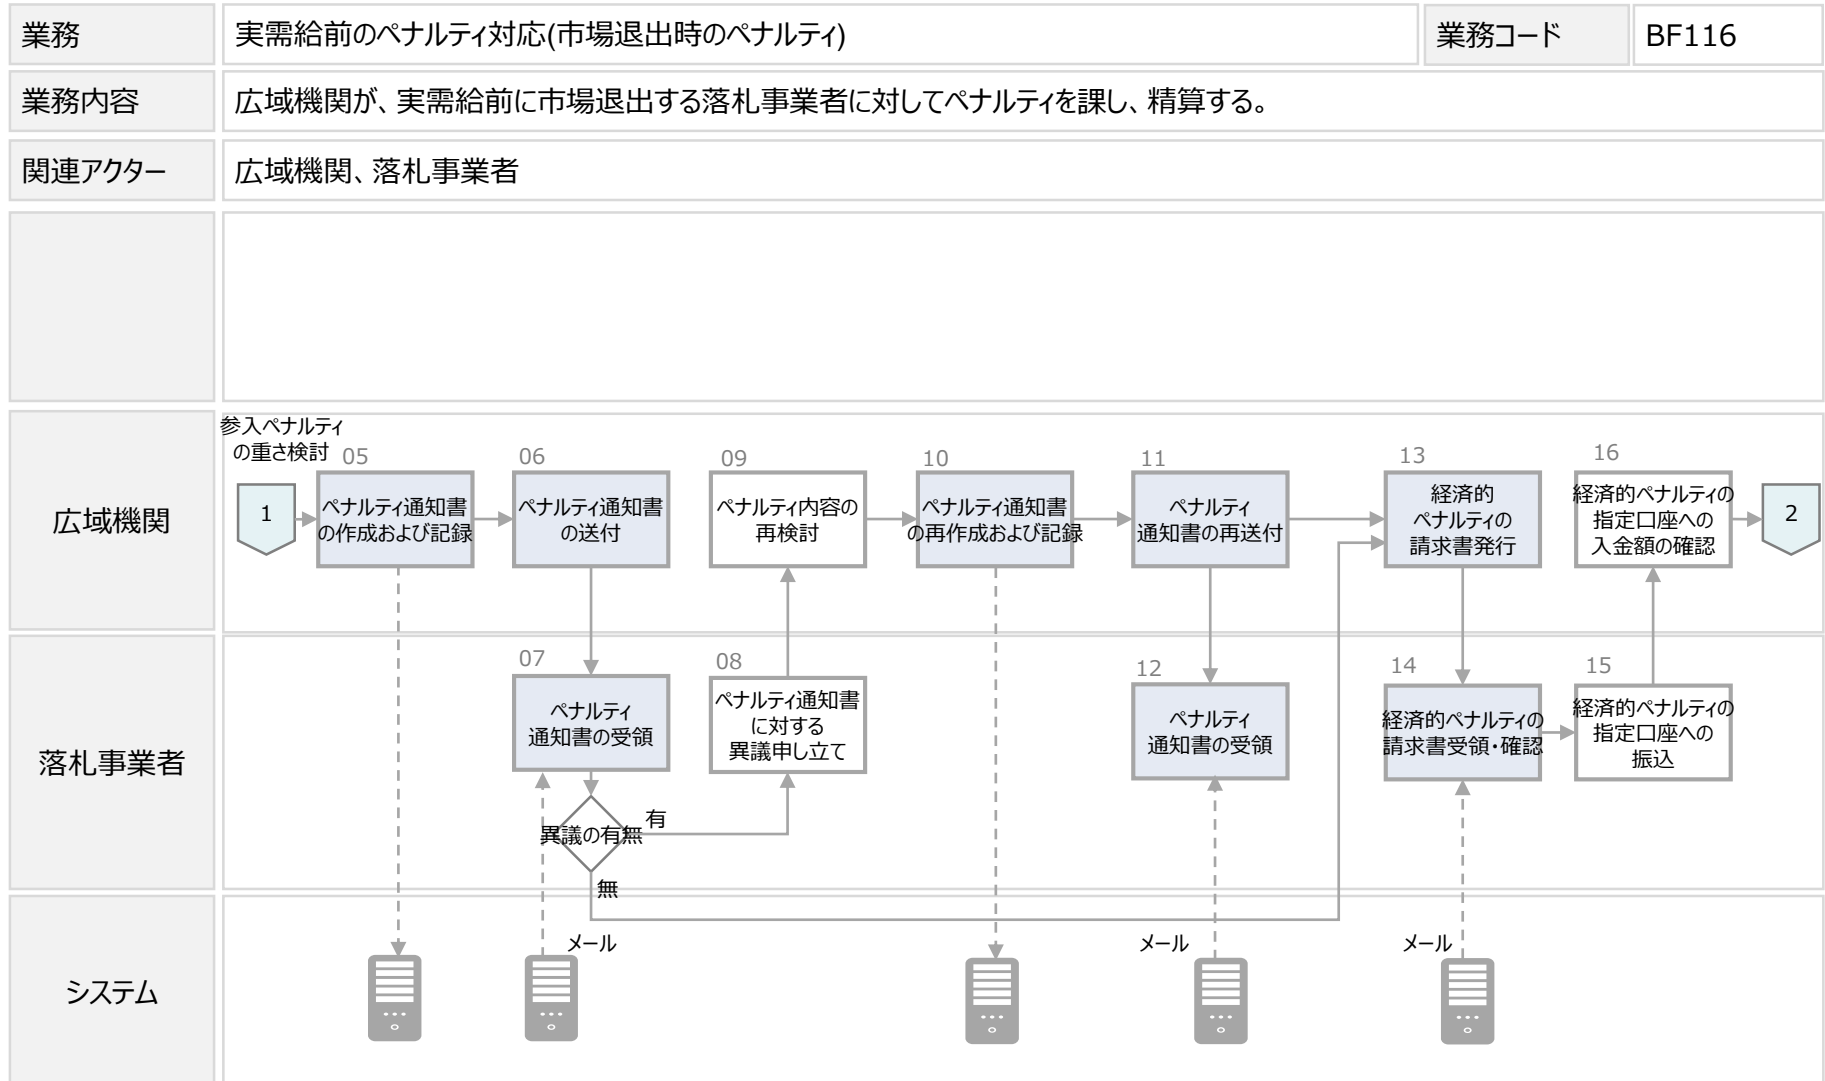 業務
実需給前のペナルティ対応(市場退出時のペナルティ)
業務コード
BF116
業務内容
広域機関が、実需給前に市場退出する落札事業者に対してペナルティを課し、精算する。
関連アクター
広域機関、落札事業者
広域機関
参入ペナルティ
の重さ検討
1
05
ペナルティ通知書
の作成および記録
06
ペナルティ通知書
の送付
09
ペナルティ内容の
再検討
10
ペナルティ通知書
の再作成および記録
11
ペナルティ
通知書の再送付
13
経済的
ペナルティの
請求書発行
16
経済的ペナルティの
指定口座への
入金額の確認
2
落札事業者
07
ペナルティ
通知書の受領
異議の有無
有
無
08
ペナルティ通知書
に対する
異議申し立て
12
ペナルティ
通知書の受領
14
経済的ペナルティの
請求書受領・確認
15
経済的ペナルティの
指定口座への
振込
システム
メール
メール
メール